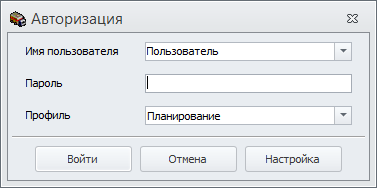 Авторизация
Имя пользователя Пользователь
Пароль
Профиль Планирование
Войти Отмена Настройка